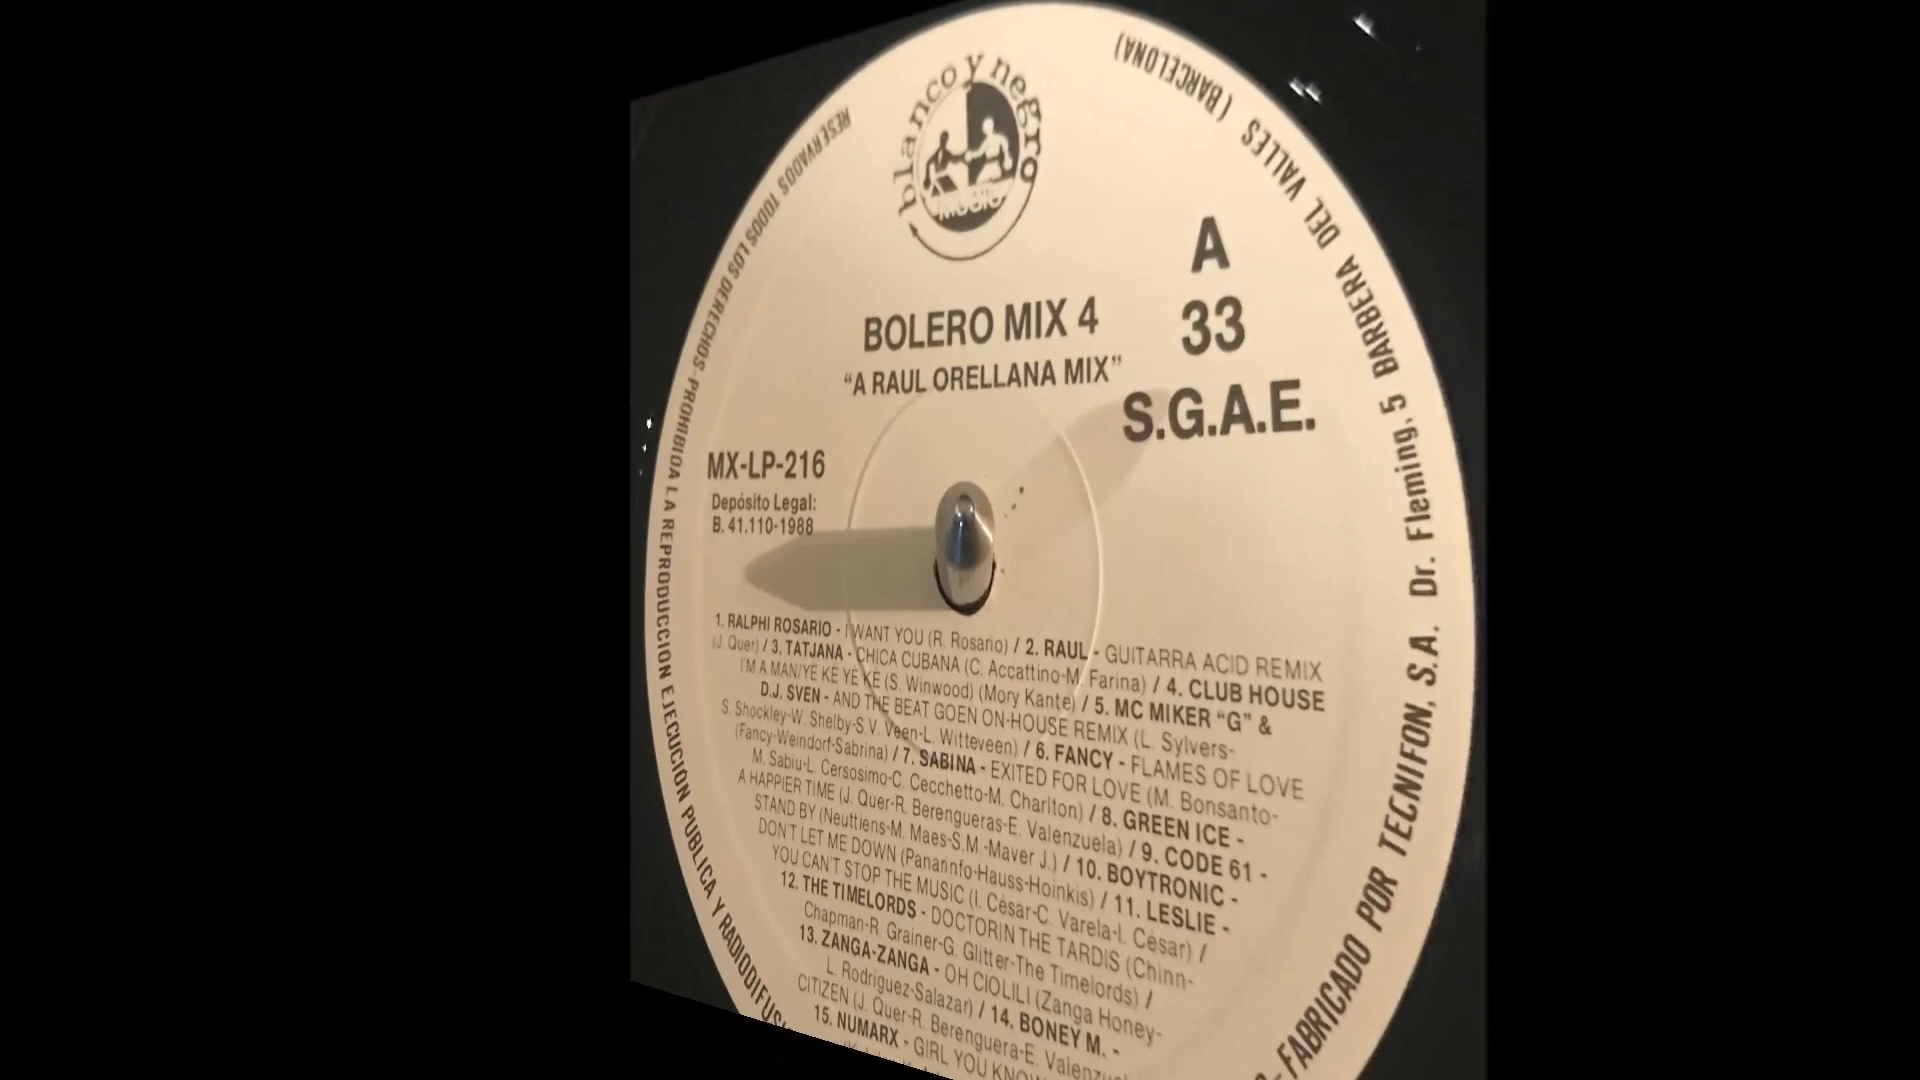 blanco y negro
MUSIC
A
33
S.G.A.E.
BOLERO MIX 4
“A RAUL ORELLANA MIX”
MX-LP-216
Depósito Legal:
B. 41.110-1988
1. RALPHI ROSARIO - I WANT YOU (R. Rosario) / 2. RAUL - GUITARRA ACID REMIX
(J. Quer) / 3. TATJANA - CHICA CUBANA (C. Accattino-M. Farina) / 4. CLUB HOUSE
I'M A MAN/YÉ KÉ YÉ KÉ (S. Winwood) (Mory Kante) / 5. MC MIKER “G” &
D.J. SVEN - AND THE BEAT GOEN ON-HOUSE REMIX (L. Sylvers-
S. Shockley-W. Shelby-S.V. Veen-L. Witteveen) / 6. FANCY - FLAMES OF LOVE
(Fancy-Weindorf-Sabrina) / 7. SABINA - EXITED FOR LOVE (M. Bonsanto-
M. Sabiu-L. Cersosimo-C. Cecchetto-M. Charlton) / 8. GREEN ICE -
A HAPPIER TIME (J. Quer-R. Berengueras-E. Valenzuela) / 9. CODE 61 -
STAND BY (Neuttiens-M. Maes-S.M.-Maver J.) / 10. BOYTRONIC -
DON'T LET ME DOWN (Panarinfo-Hauss-Hoinkis) / 11. LESLIE -
YOU CAN'T STOP THE MUSIC (I. César-C. Varela-I. César) /
12. THE TIMELORDS - DOCTORIN THE TARDIS (Chinn-
Chapman-R. Grainer-G. Glitter-The Timelords) /
13. ZANGA-ZANGA - OH CIOLILI (Zanga Honey-
L. Rodriguez-Salazar) / 14. BONEY M. -
CITIZEN (J. Quer-R. Berenguera-E. Valenzuela
15. NUMARX - GIRL YOU KNOW
FABRICADO POR TECNIFON, S.A. Dr. Fleming, 5 BARBERA DEL VALLES (BARCELONA)
RESERVADOS TODOS LOS DERECHOS-PROHIBIDA LA REPRODUCCION EJECUCION PUBLICA Y RADIODIFUSI